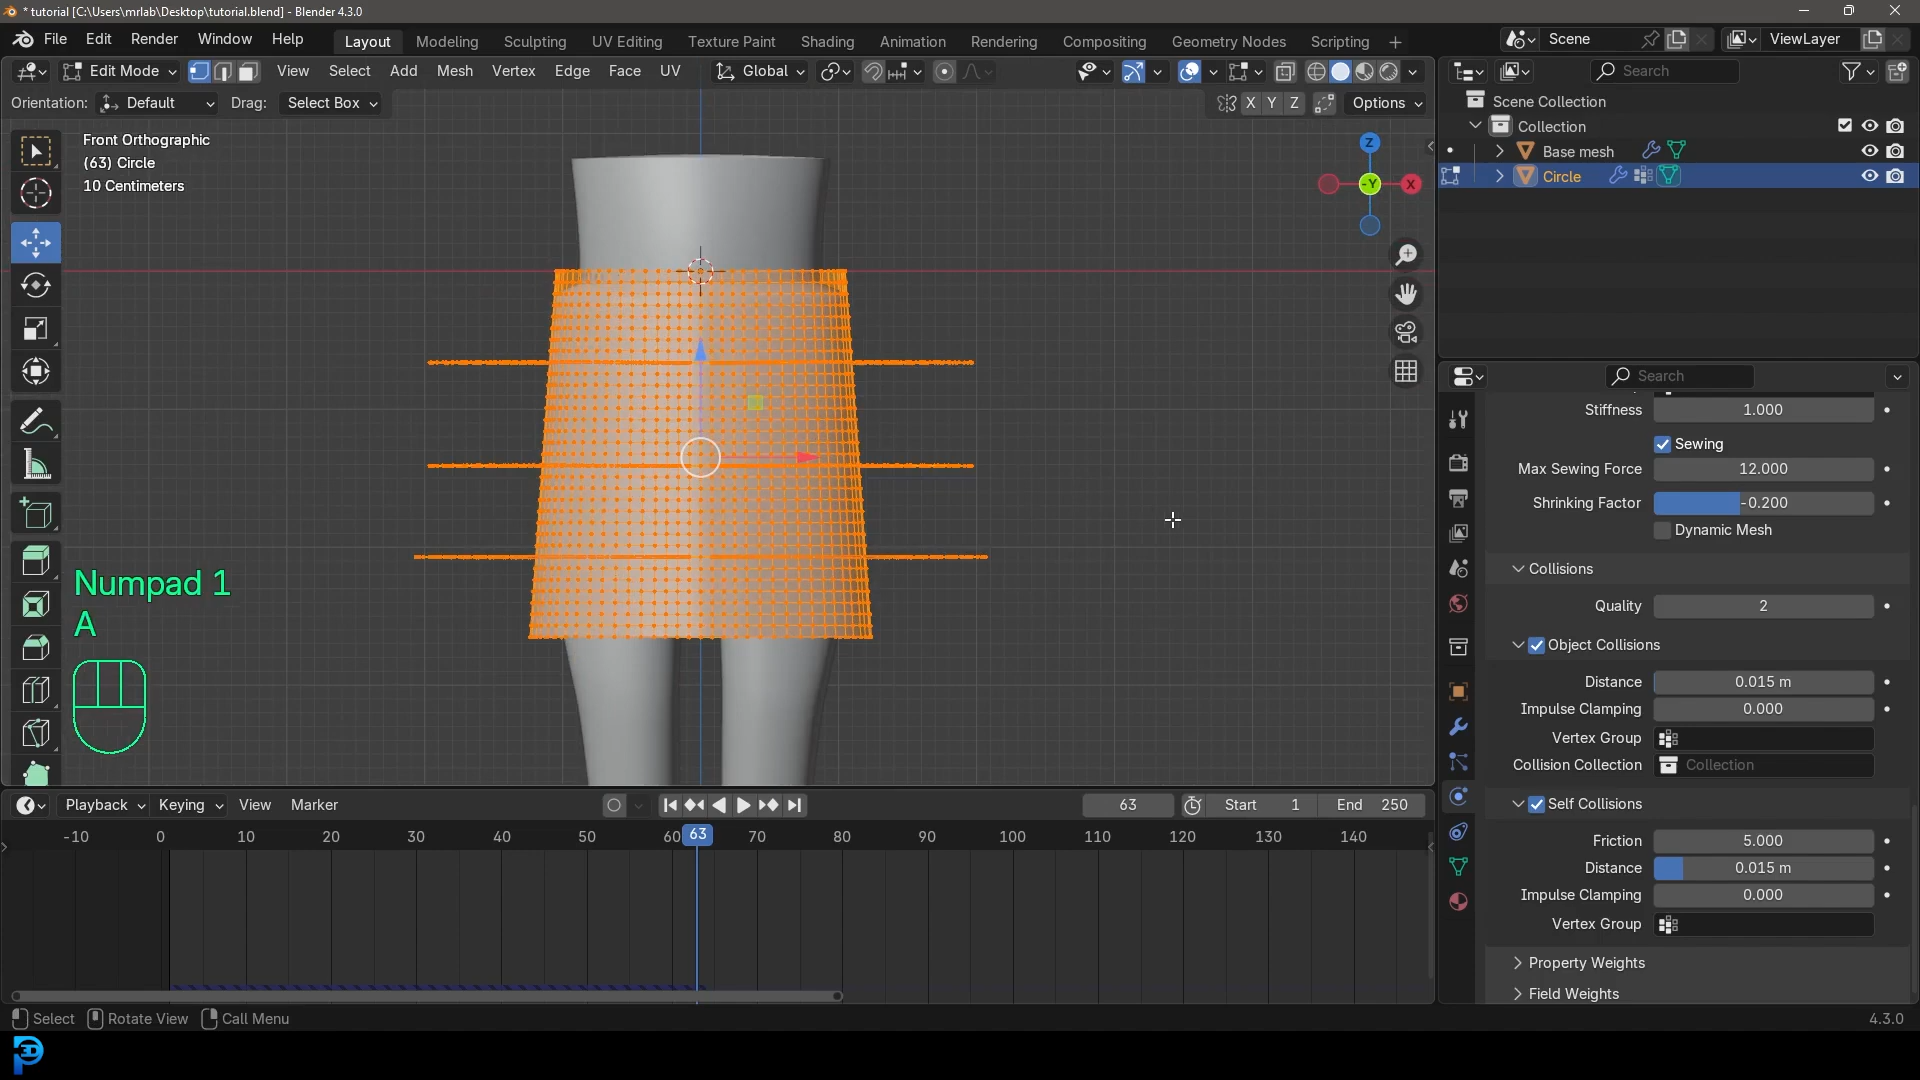 * tutorial [C:\Users\mrlab\Desktop\tutorial.blend] - Blender 4.3.0
File Edit Render Window Help Layout Modeling Sculpting UV Editing Texture Paint Shading Animation Rendering Compositing Geometry Nodes Scripting + Scene ViewLayer
Edit Mode View Select Add Mesh Vertex Edge Face UV Global
Search
Orientation: Default Drag: Select Box X Y Z Options
Scene Collection
Collection
Base mesh
Circle
Front Orthographic
(63) Circle
10 Centimeters
Z
-Y
X
Search
Stiffness 1.000
Sewing
Max Sewing Force 12.000
Shrinking Factor -0.200
Dynamic Mesh
Collisions
Quality 2
Object Collisions
Distance 0.015 m
Impulse Clamping 0.000
Vertex Group
Collision Collection Collection
Self Collisions
Friction 5.000
Distance 0.015 m
Impulse Clamping 0.000
Vertex Group
Property Weights
Field Weights
Numpad 1
A
Playback Keying View Marker 63 Start 1 End 250
-10 0 10 20 30 40 50 60 63 70 80 90 100 110 120 130 140
Select Rotate View Call Menu 4.3.0
3D